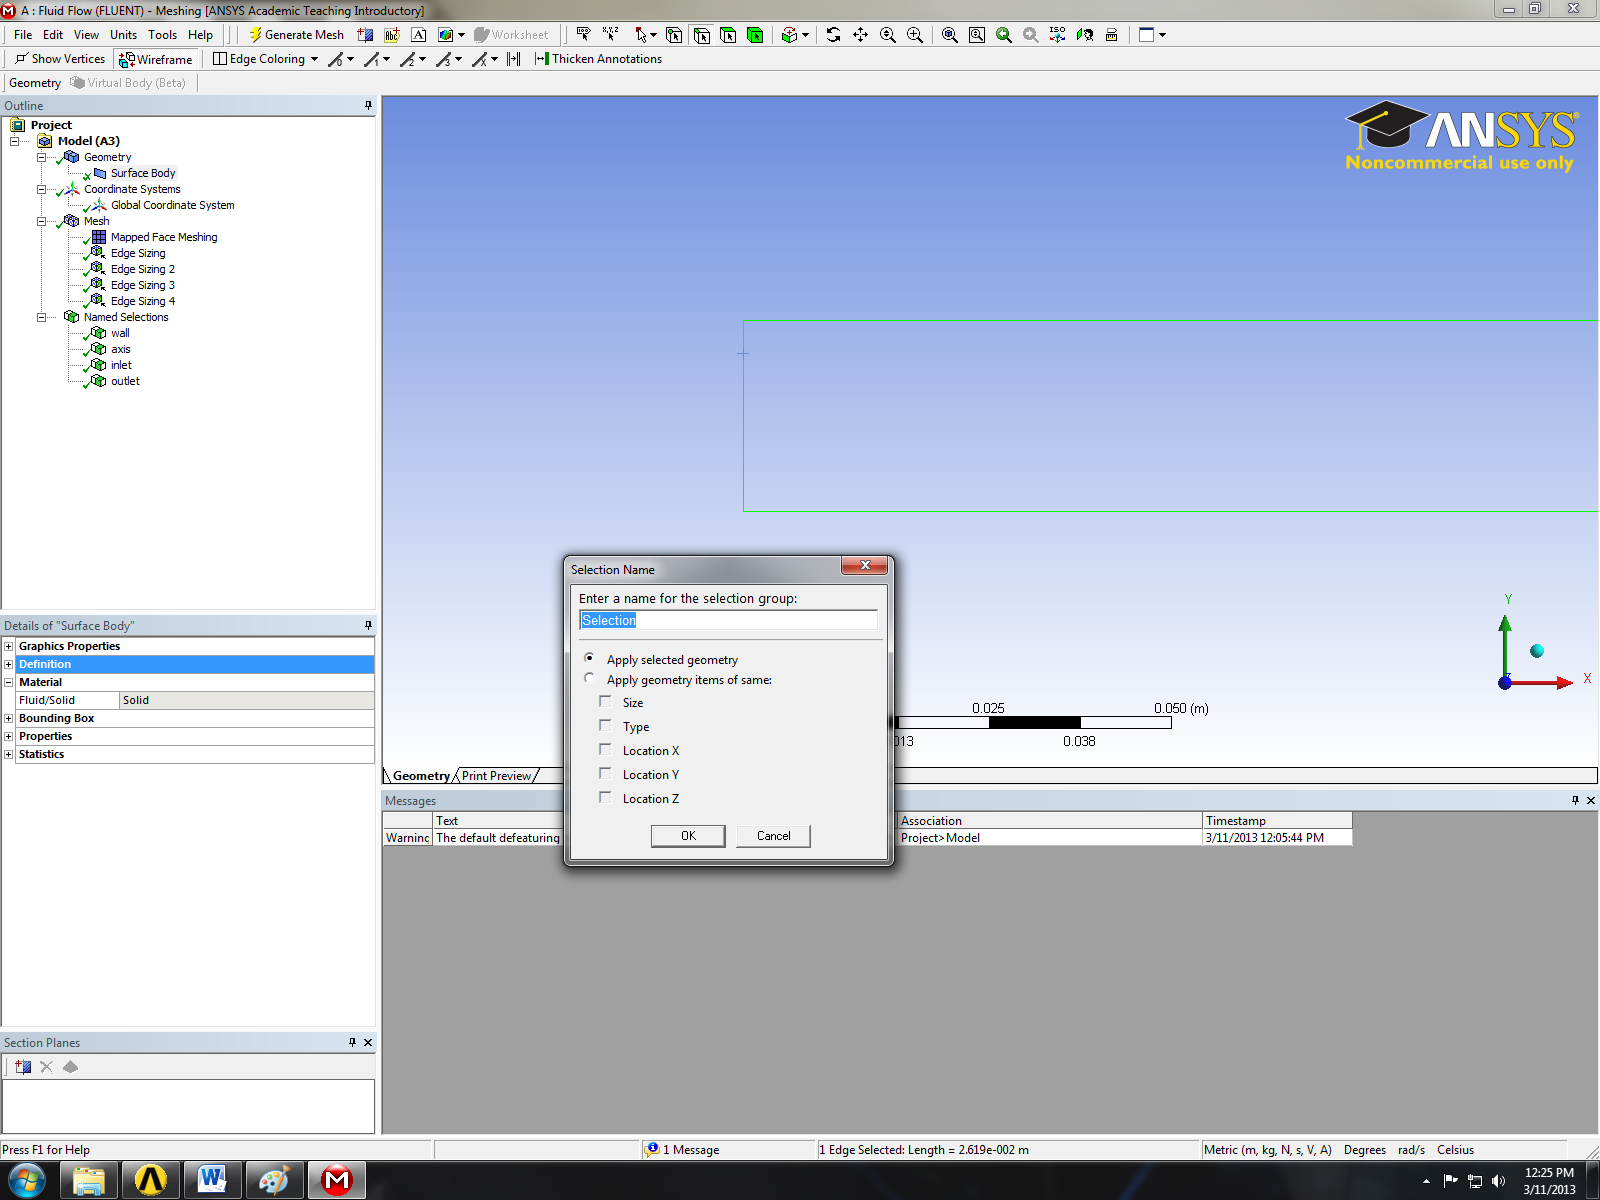 A : Fluid Flow (FLUENT) - Meshing [ANSYS Academic Teaching Introductory]
File Edit View Units Tools Help Generate Mesh Worksheet
Show Vertices Wireframe Edge Coloring Thicken Annotations
Geometry Virtual Body (Beta)
Outline
Project
Model (A3)
Geometry
Surface Body
Coordinate Systems
Global Coordinate System
Mesh
Mapped Face Meshing
Edge Sizing
Edge Sizing 2
Edge Sizing 3
Edge Sizing 4
Named Selections
wall
axis
inlet
outlet
ANSYS
Noncommercial use only
Details of "Surface Body"
Graphics Properties
Definition
Material
Fluid/Solid Solid
Bounding Box
Properties
Statistics
Selection Name
Enter a name for the selection group:
Selection
Apply selected geometry
Apply geometry items of same:
Size
Type
Location X
Location Y
Location Z
OK Cancel
Y
X
0.025 0.050 (m)
013 0.038
Geometry Print Preview
Messages
Text Association Timestamp
Warning The default defeaturing Project>Model 3/11/2013 12:05:44 PM
Section Planes
Press F1 for Help 1 Message 1 Edge Selected: Length = 2.619e-002 m Metric (m, kg, N, s, V, A) Degrees rad/s Celsius
12:25 PM
3/11/2013